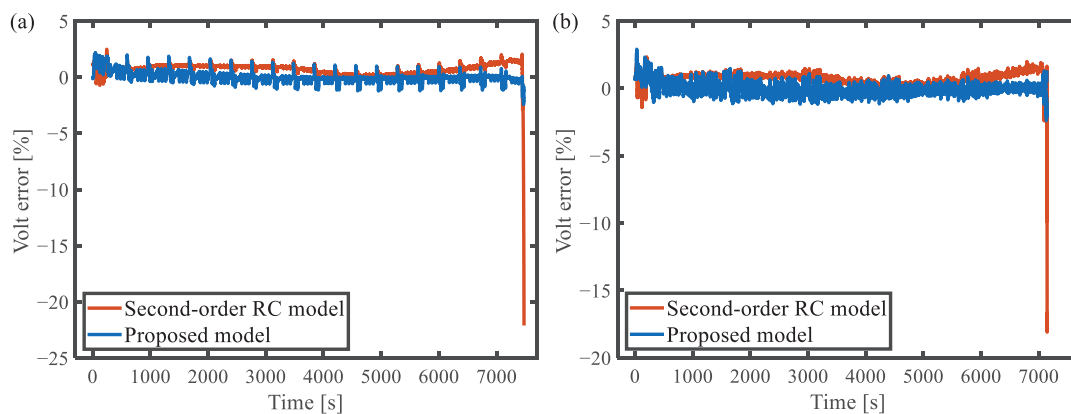 (a)
Volt error [%]
5
0
−5
−10
−15
−20
−25
Second-order RC model
Proposed model
0 1000 2000 3000 4000 5000 6000 7000
Time [s]
(b)
Volt error [%]
5
0
−5
−10
−15
−20
Second-order RC model
Proposed model
0 1000 2000 3000 4000 5000 6000 7000
Time [s]